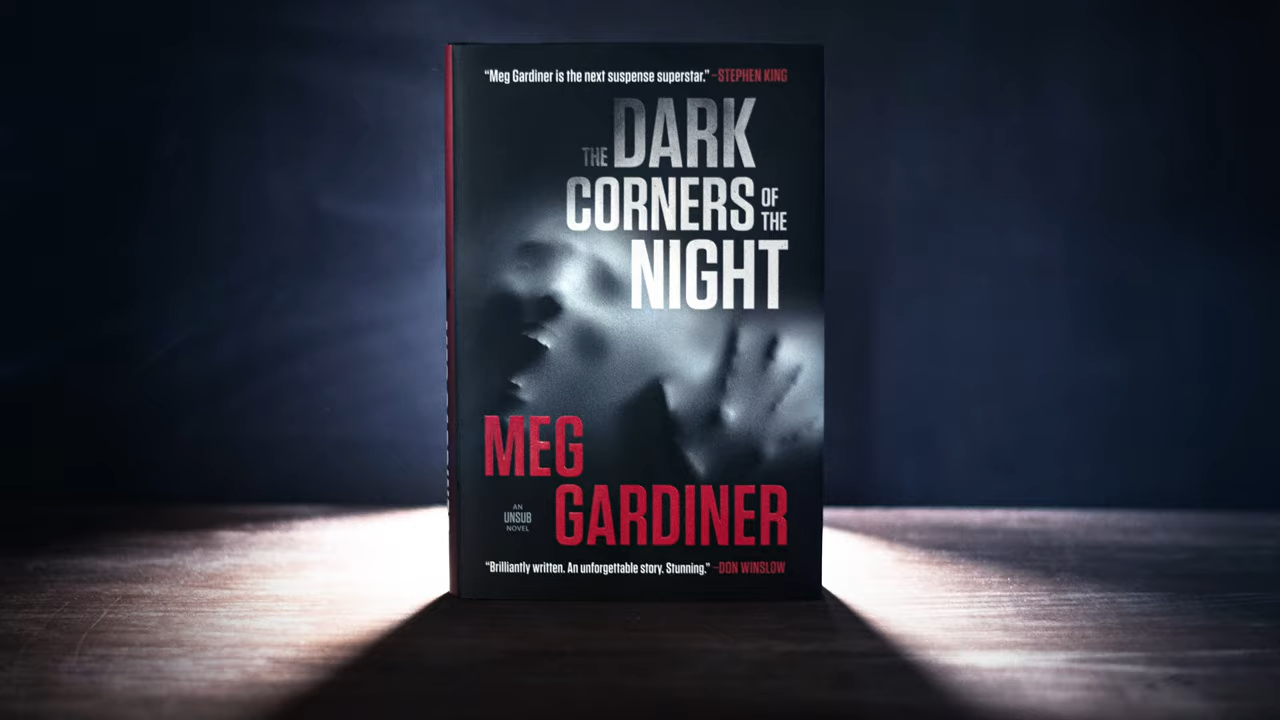 “Meg Gardiner is the next suspense superstar.” –STEPHEN KING
THE DARK
CORNERS OF THE
NIGHT
MEG
GARDINER
AN
UNSUB
NOVEL
“Brilliantly written. An unforgettable story. Stunning.” –DON WINSLOW